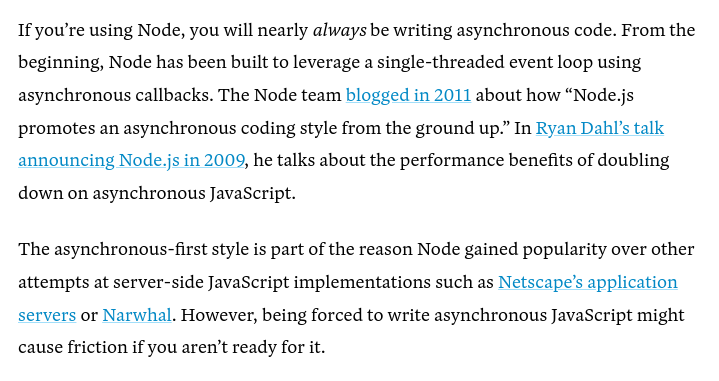 If you’re using Node, you will nearly always be writing asynchronous code. From the
beginning, Node has been built to leverage a single-threaded event loop using
asynchronous callbacks. The Node team blogged in 2011 about how “Node.js
promotes an asynchronous coding style from the ground up.” In Ryan Dahl’s talk
announcing Node.js in 2009, he talks about the performance benefits of doubling
down on asynchronous JavaScript.
The asynchronous-first style is part of the reason Node gained popularity over other
attempts at server-side JavaScript implementations such as Netscape’s application
servers or Narwhal. However, being forced to write asynchronous JavaScript might
cause friction if you aren’t ready for it.